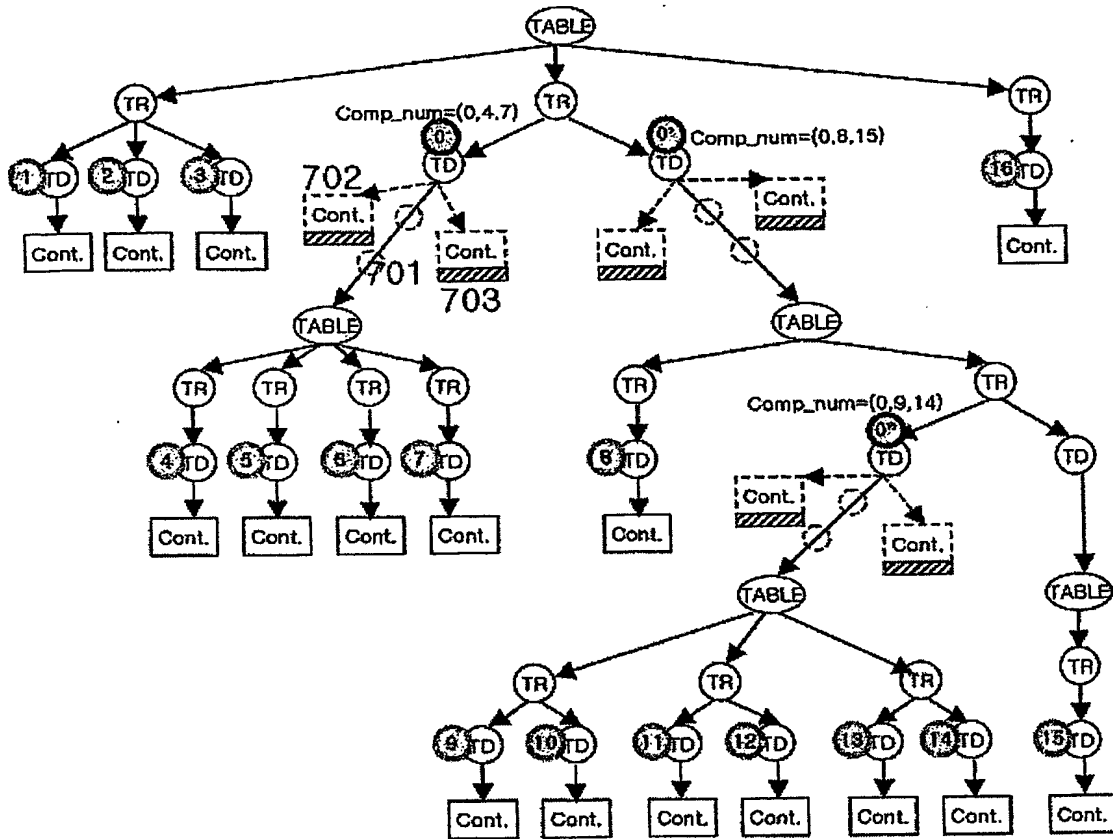 TABLE
TR TR TR
Comp_num=(0,4,7)
0 0* Comp_num=(0,8,15)
TD TD
1 TD 2 TD 3 TD 16 TD
702
Cont. Cont.
Cont. Cont. Cont. Cont. Cont. Cont.
701
703
TABLE TABLE
TR TR TR TR TR TR
Comp_num=(0,9,14)
0*
4 TD 5 TD 6 TD 7 TD 8 TD TD TD
Cont.
Cont. Cont. Cont. Cont. Cont. Cont.
TABLE TABLE
TR TR TR TR
9 TD 10 TD 11 TD 12 TD 13 TD 14 TD 15 TD
Cont. Cont. Cont. Cont. Cont. Cont. Cont.